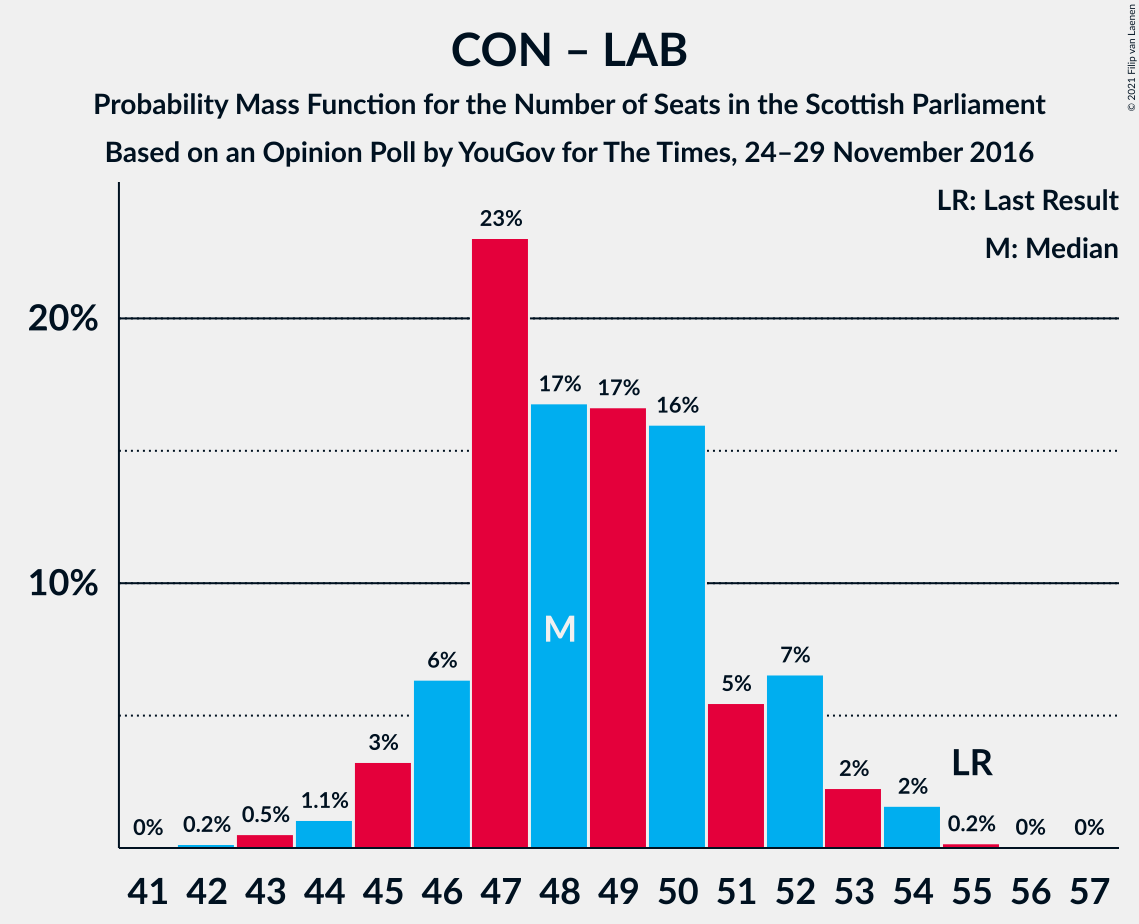 CON – LAB
Probability Mass Function for the Number of Seats in the Scottish Parliament
Based on an Opinion Poll by YouGov for The Times, 24–29 November 2016
© 2021 Filip van Laenen
LR: Last Result
M: Median
20%
10%
0%
0.2%
0.5%
1.1%
3%
6%
23%
17%
17%
16%
5%
7%
2%
2%
0.2%
0%
0%
M
LR
41 42 43 44 45 46 47 48 49 50 51 52 53 54 55 56 57